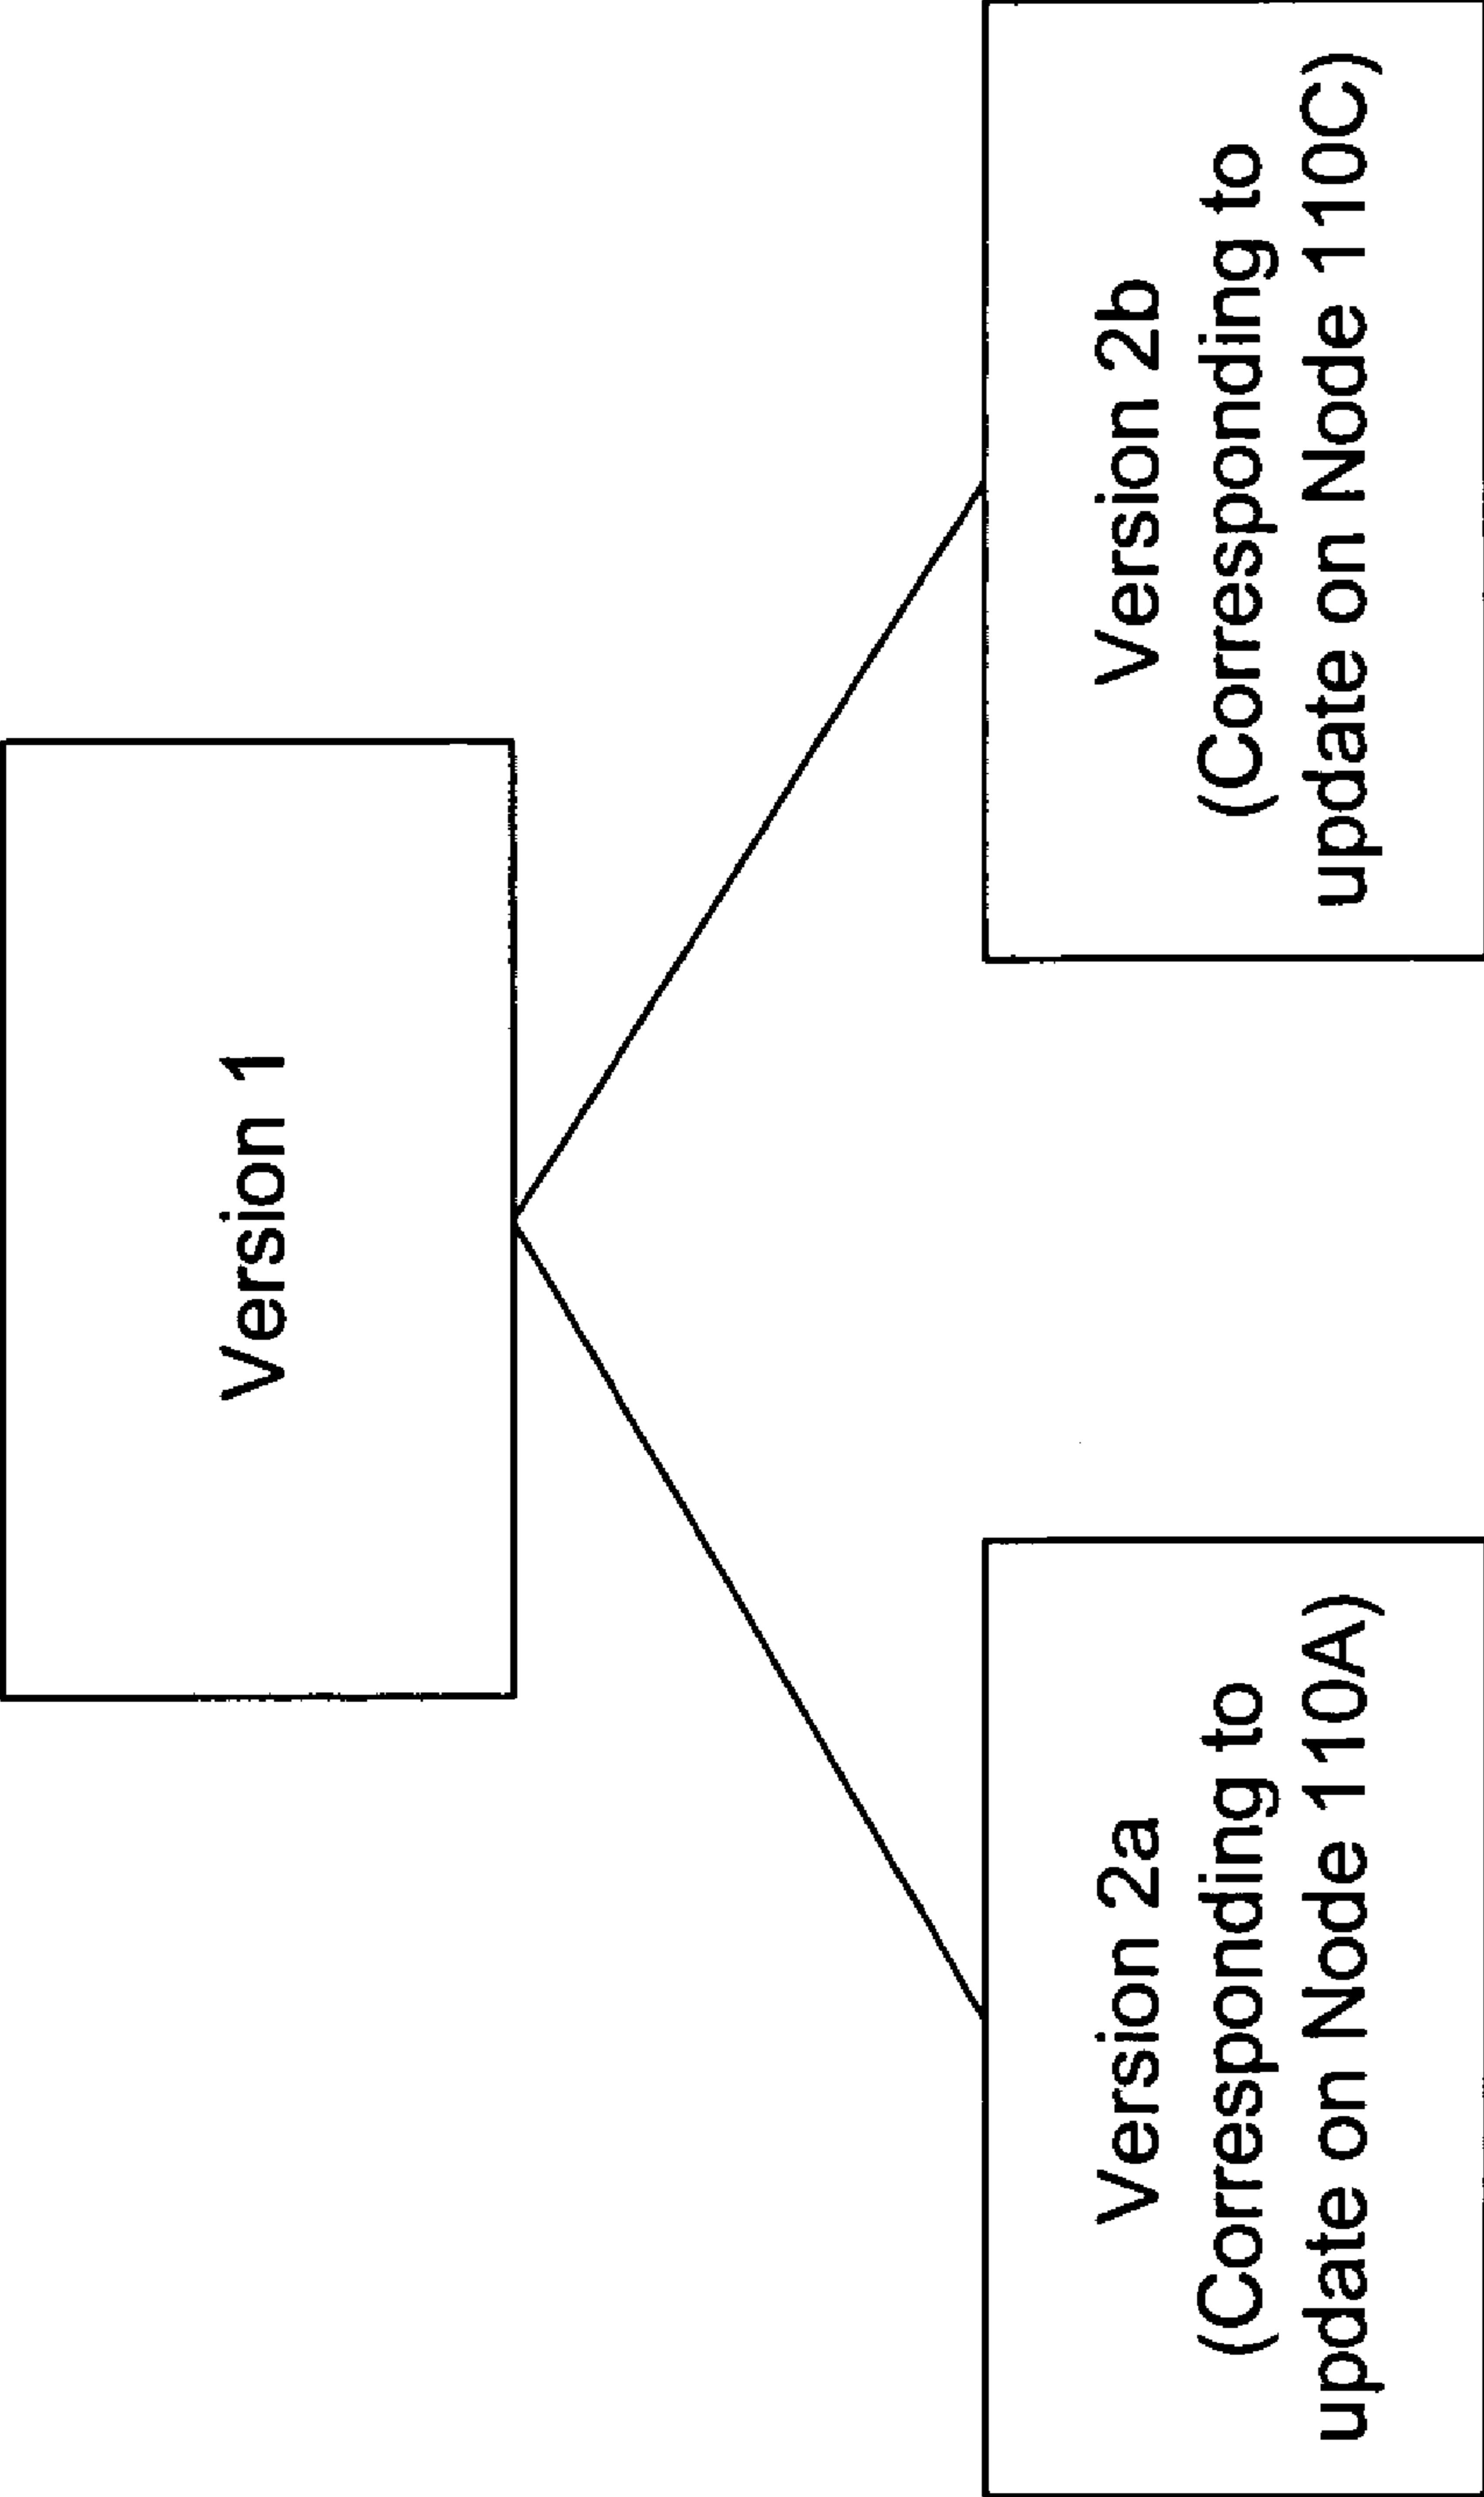 Version 1
Version 2a
(Corresponding to
update on Node 110A)
Version 2b
(Corresponding to
update on Node 110C)